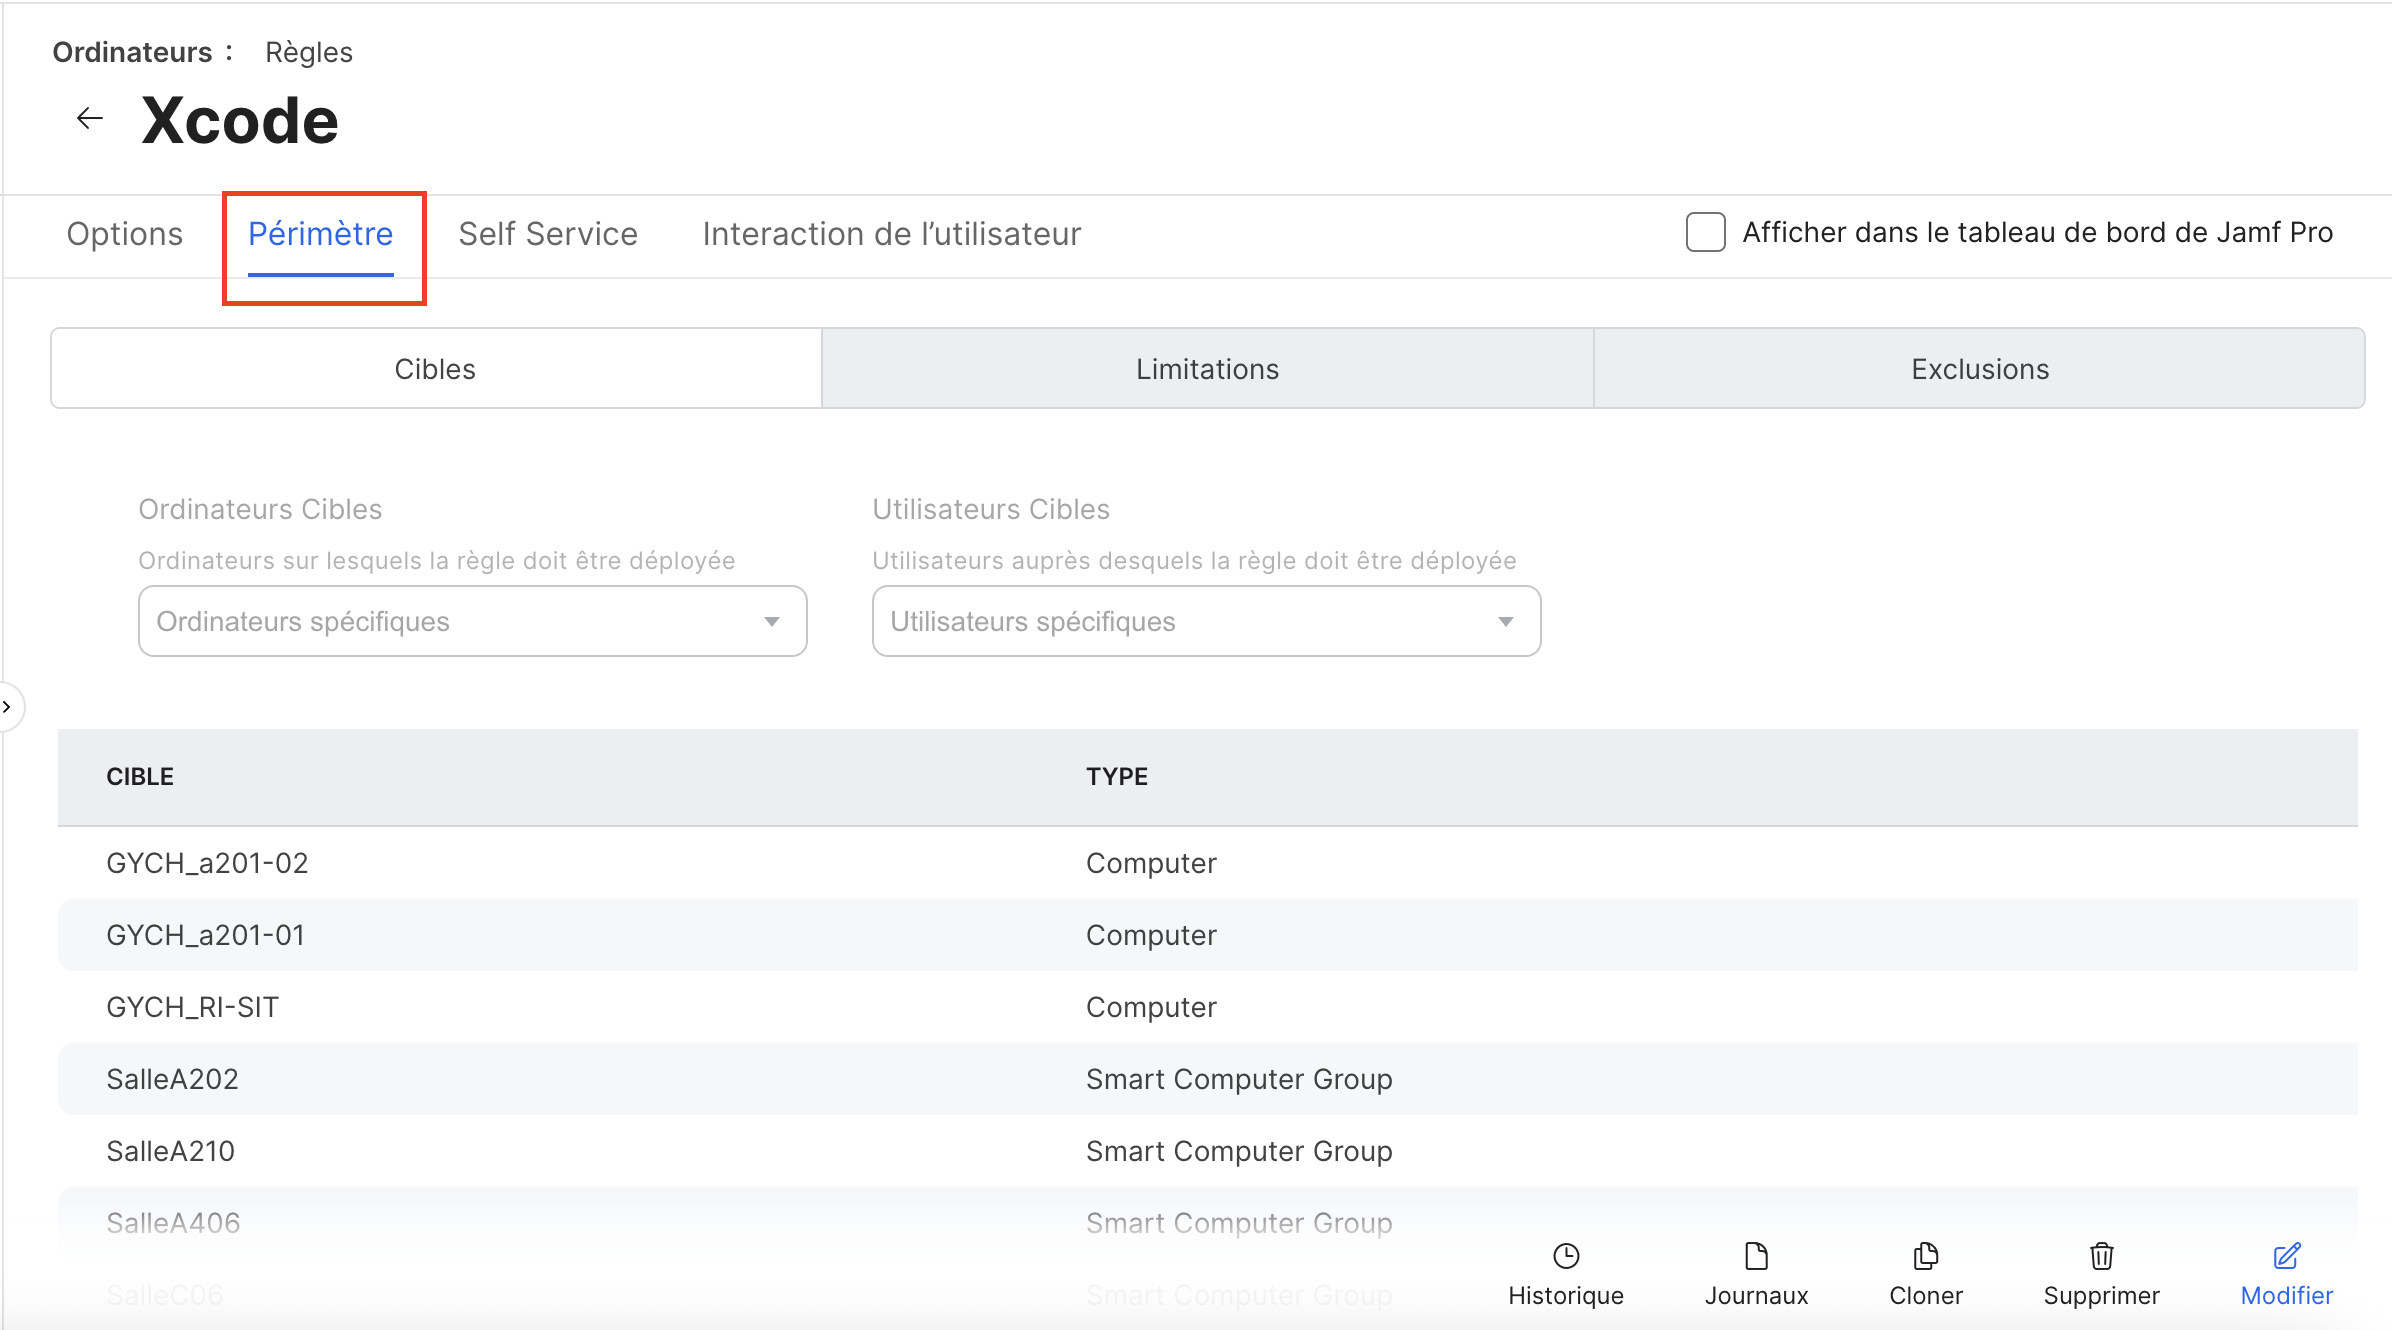 Ordinateurs : Règles
Xcode
Options Périmètre Self Service Interaction de l’utilisateur Afficher dans le tableau de bord de Jamf Pro
Cibles Limitations Exclusions
Ordinateurs Cibles Utilisateurs Cibles
Ordinateurs sur lesquels la règle doit être déployée Utilisateurs auprès desquels la règle doit être déployée
Ordinateurs spécifiques Utilisateurs spécifiques
CIBLE TYPE
GYCH_a201-02 Computer
GYCH_a201-01 Computer
GYCH_RI-SIT Computer
SalleA202 Smart Computer Group
SalleA210 Smart Computer Group
SalleA406 Smart Computer Group
SalleC06 Smart Computer Group
Historique Journaux Cloner Supprimer Modifier